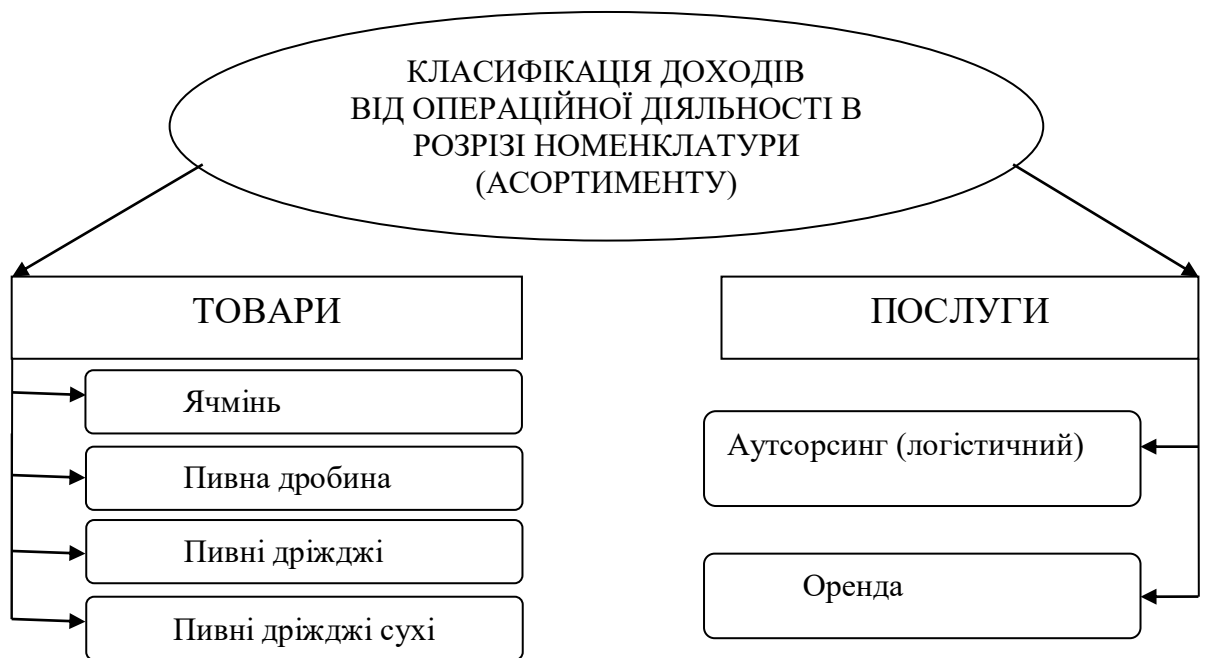 КЛАСИФІКАЦІЯ ДОХОДІВ
ВІД ОПЕРАЦІЙНОЇ ДІЯЛЬНОСТІ В
РОЗРІЗІ НОМЕНКЛАТУРИ
(АСОРТИМЕНТУ)
ТОВАРИ
Ячмінь
Пивна дробина
Пивні дріжджі
Пивні дріжджі сухі
ПОСЛУГИ
Аутсорсинг (логістичний)
Оренда